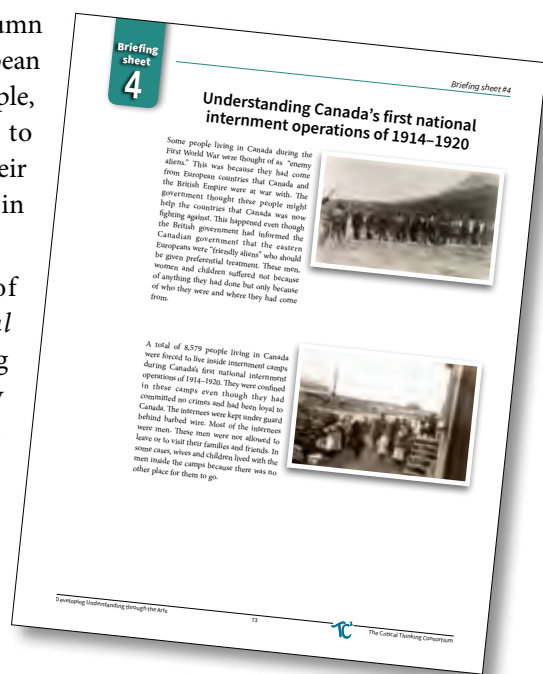 umn
pean
ple,
to
eir
in
of
al
g
Briefing
sheet
4
Briefing sheet #4
Understanding Canada's first national
internment operations of 1914–1920
Some people living in Canada during the
First World War were thought of as "enemy
aliens." This was because they had come
from European countries that Canada and
the British Empire were at war with. The
government thought these people might
help the countries that Canada was now
fighting against. This happened even though
the British government had informed the
Canadian government that the eastern
Europeans were "friendly aliens" who should
be given preferential treatment. These men,
women and children suffered not because
of anything they had done but only because
of who they were and where they had come
from.
A total of 8,579 people living in Canada
were forced to live inside internment camps
during Canada's first national internment
operations of 1914–1920. They were confined
in these camps even though they had
committed no crimes and had been loyal to
Canada. The internees were kept under guard
behind barbed wire. Most of the internees
were men. These men were not allowed to
leave or to visit their families and friends. In
some cases, wives and children lived with the
men inside the camps because there was no
other place for them to go.
Developing Understanding through the Arts
73
TC²
The Critical Thinking Consortium